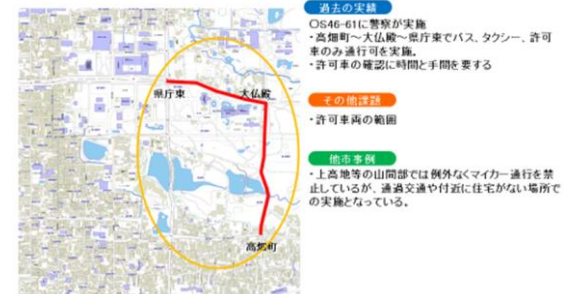 過去の実績
○S46-61に警察が実施
・高畑町～大仏殿～県庁東でバス、タクシー、許可
車のみ通行可を実施。
・許可車の確認に時間と手間を要する
その他課題
・許可車両の範囲
他市事例
・上高地等の山間部では例外なくマイカー通行を禁
止しているが、通過交通や付近に住宅がない場所で
の実施となっている。
県庁東
大仏殿
高畑町